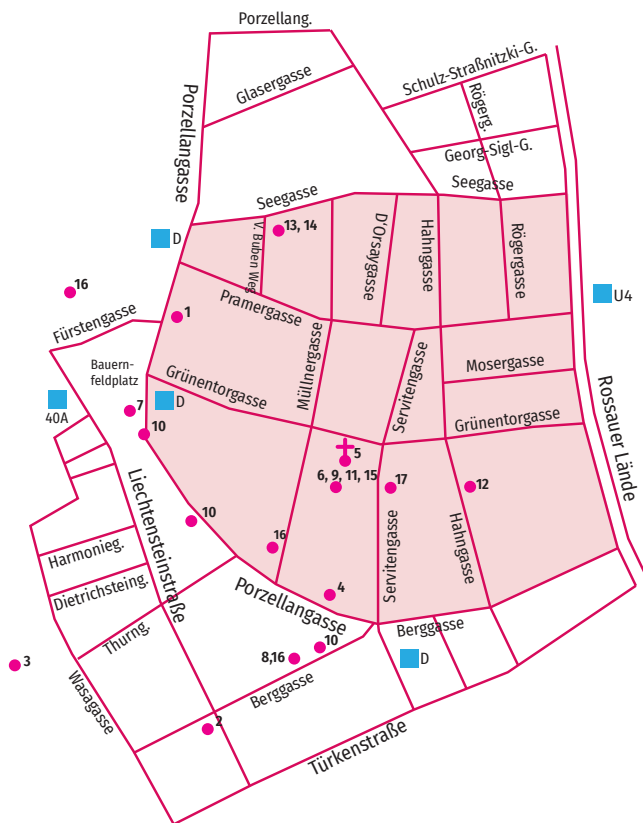 Porzellang.
Schulz-Straßnitzki-G.
Glasergasse
Rögerg.
Porzellangasse
Georg-Sigl-G.
Seegasse
Seegasse
V. Buben Weg
13, 14
D'Orsaygasse
Hahngasse
Rögergasse
D
16
U4
Pramergasse
1
Fürstengasse
Müllnergasse
Servitengasse
Mosergasse
Bauern-
feldplatz
Grünentorgasse
Rossauer Lände
40A
7
D
10
Grünentorgasse
5
6, 9, 11, 15
17
12
Liechtensteinstraße
10
Servitengasse
Hahngasse
Harmonieg.
16
Dietrichsteing.
4
Porzellangasse
Thurng.
Berggasse
10
3
8,16
D
Wasagasse
Berggasse
2
Türkenstraße